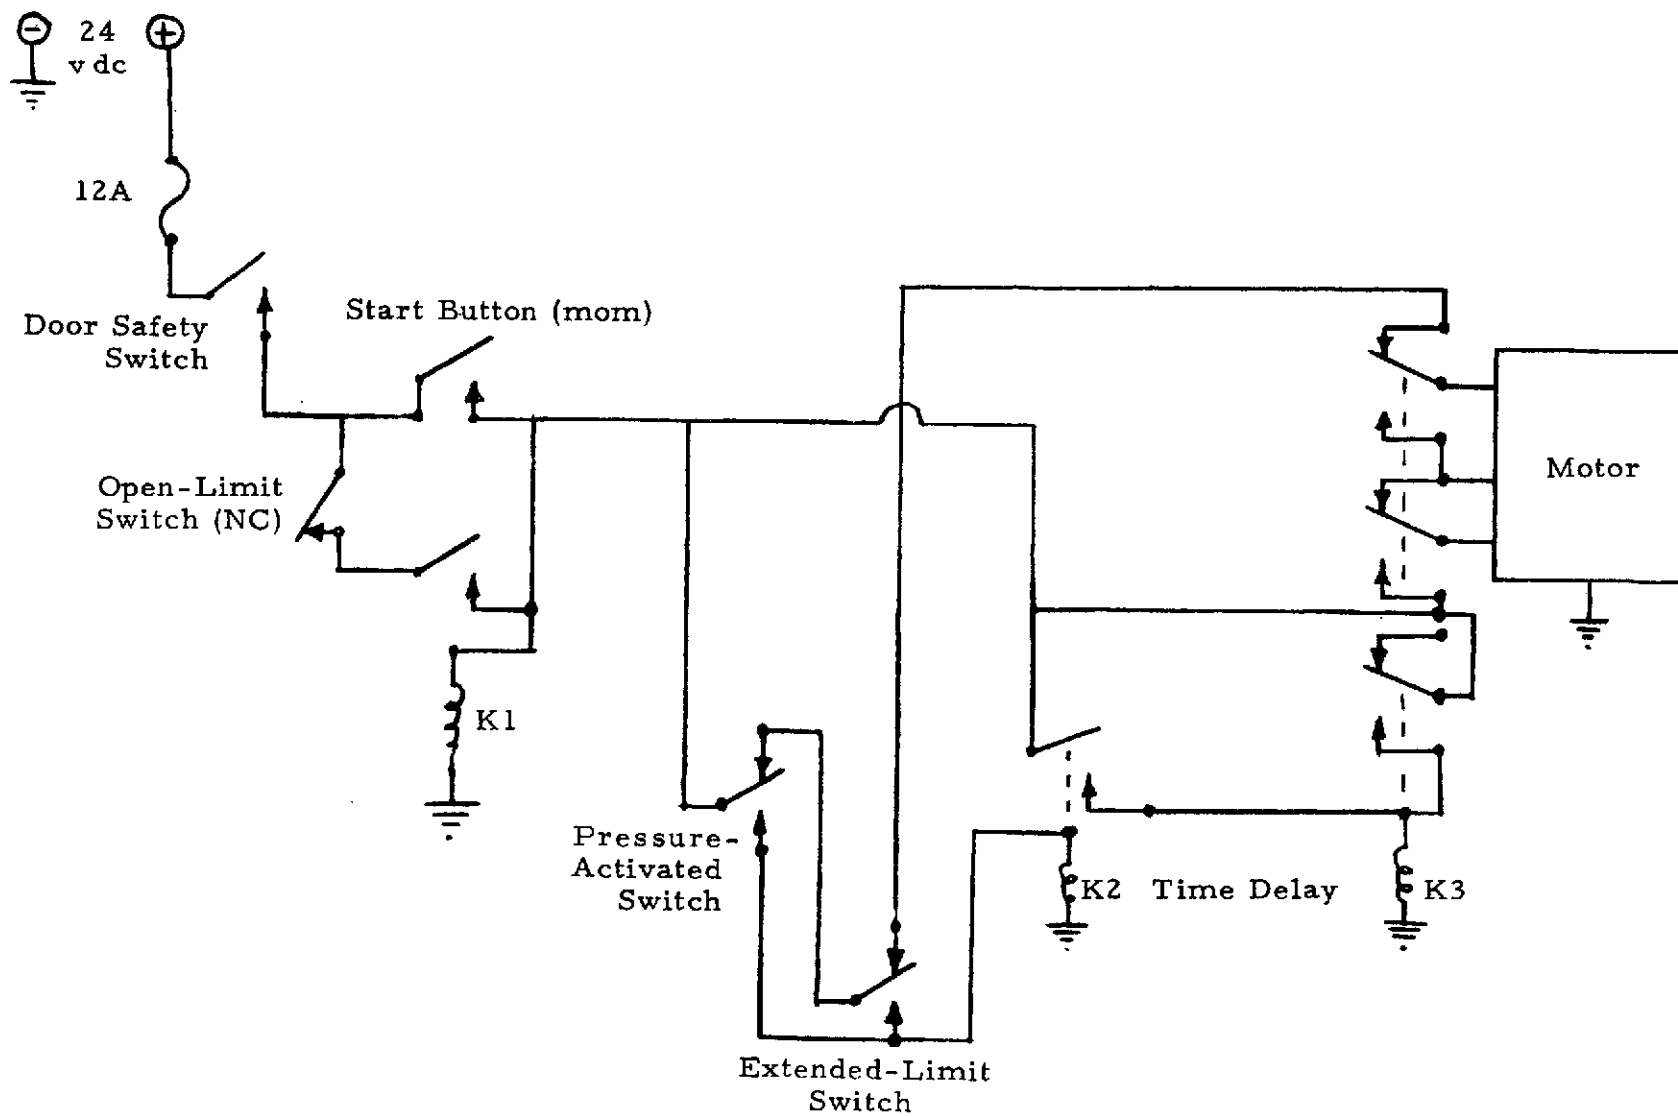 24
v dc
12A
Door Safety
Switch
Start Button (mom)
Open-Limit
Switch (NC)
K1
Motor
Pressure-
Activated
Switch
K2 Time Delay K3
Extended-Limit
Switch